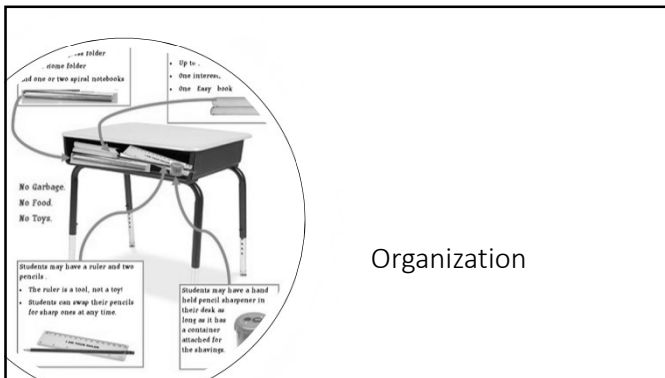 folder
Home folder
and one or two spiral notebooks
• Up to
• One
• One Easy book
No Garbage.
No Food.
No Toys.
Organization
Students may have a ruler and two
pencils .
• The ruler is a tool, not a toy!
• Students can swap their pencils
for sharp ones at any time.
Students may have a hand
held pencil sharpener in
their desk as
long as it has
a container
attached for
the shavings.